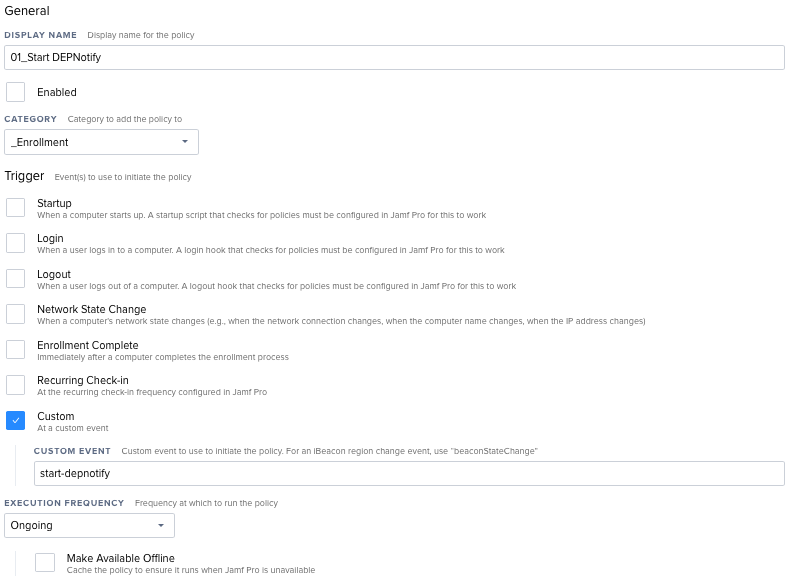 General
DISPLAY NAME Display name for the policy
01_Start DEPNotify
Enabled
CATEGORY Category to add the policy to
_Enrollment
Trigger Event(s) to use to initiate the policy
Startup
When a computer starts up. A startup script that checks for policies must be configured in Jamf Pro for this to work
Login
When a user logs in to a computer. A login hook that checks for policies must be configured in Jamf Pro for this to work
Logout
When a user logs out of a computer. A logout hook that checks for policies must be configured in Jamf Pro for this to work
Network State Change
When a computer's network state changes (e.g., when the network connection changes, when the computer name changes, when the IP address changes)
Enrollment Complete
Immediately after a computer completes the enrollment process
Recurring Check-in
At the recurring check-in frequency configured in Jamf Pro
Custom
At a custom event
CUSTOM EVENT Custom event to use to initiate the policy. For an iBeacon region change event, use "beaconStateChange"
start-depnotify
EXECUTION FREQUENCY Frequency at which to run the policy
Ongoing
Make Available Offline
Cache the policy to ensure it runs when Jamf Pro is unavailable